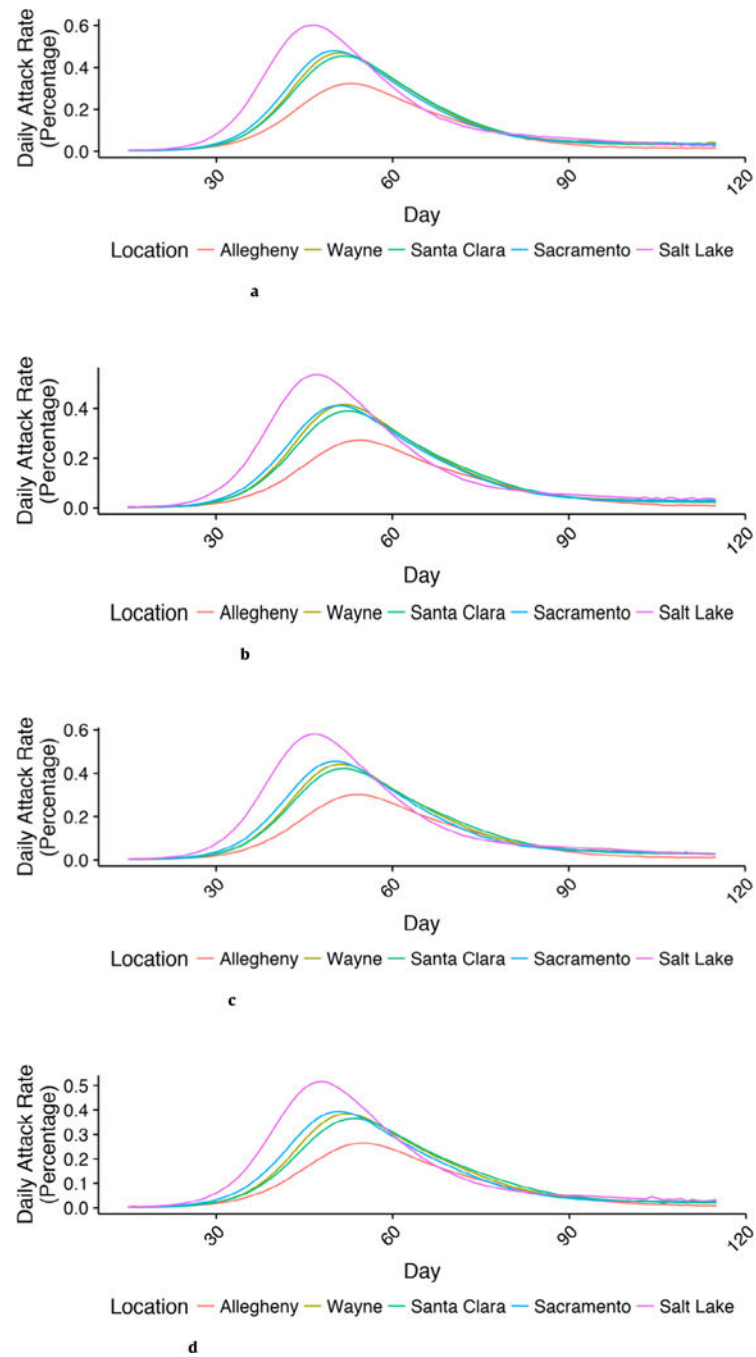 Daily Attack Rate
(Percentage)
0.6
0.4
0.2
0.0
30
60
90
120
Day
Location Allegheny Wayne Santa Clara Sacramento Salt Lake
a
Daily Attack Rate
(Percentage)
0.4
0.2
0.0
30
60
90
120
Day
Location Allegheny Wayne Santa Clara Sacramento Salt Lake
b
Daily Attack Rate
(Percentage)
0.6
0.4
0.2
0.0
30
60
90
120
Day
Location Allegheny Wayne Santa Clara Sacramento Salt Lake
c
Daily Attack Rate
(Percentage)
0.5
0.4
0.3
0.2
0.1
0.0
30
60
90
120
Day
Location Allegheny Wayne Santa Clara Sacramento Salt Lake
d